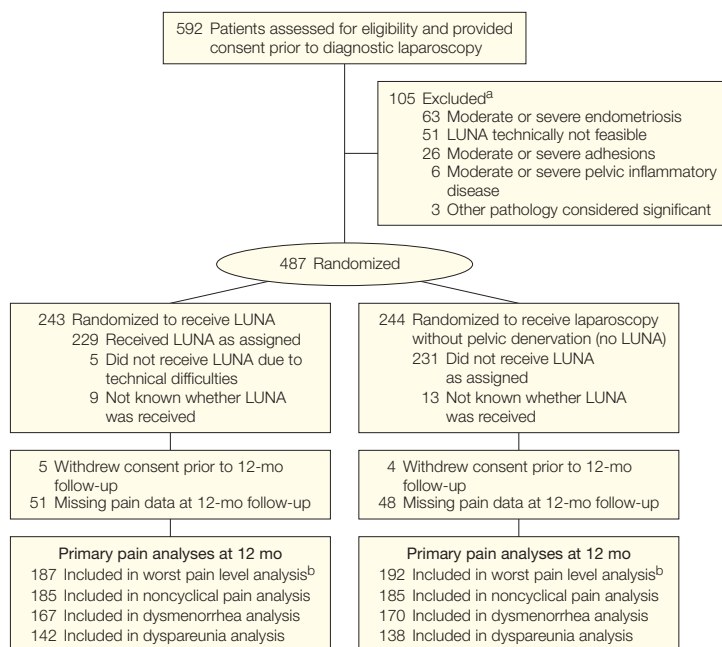 592 Patients assessed for eligibility and provided
consent prior to diagnostic laparoscopy
105 Excludedᵃ
63 Moderate or severe endometriosis
51 LUNA technically not feasible
26 Moderate or severe adhesions
6 Moderate or severe pelvic inflammatory
disease
3 Other pathology considered significant
487 Randomized
243 Randomized to receive LUNA
229 Received LUNA as assigned
5 Did not receive LUNA due to
technical difficulties
9 Not known whether LUNA
was received
244 Randomized to receive laparoscopy
without pelvic denervation (no LUNA)
231 Did not receive LUNA
as assigned
13 Not known whether LUNA
was received
5 Withdrew consent prior to 12-mo
follow-up
51 Missing pain data at 12-mo follow-up
4 Withdrew consent prior to 12-mo
follow-up
48 Missing pain data at 12-mo follow-up
Primary pain analyses at 12 mo
187 Included in worst pain level analysisᵇ
185 Included in noncyclical pain analysis
167 Included in dysmenorrhea analysis
142 Included in dyspareunia analysis
Primary pain analyses at 12 mo
192 Included in worst pain level analysisᵇ
185 Included in noncyclical pain analysis
170 Included in dysmenorrhea analysis
138 Included in dyspareunia analysis